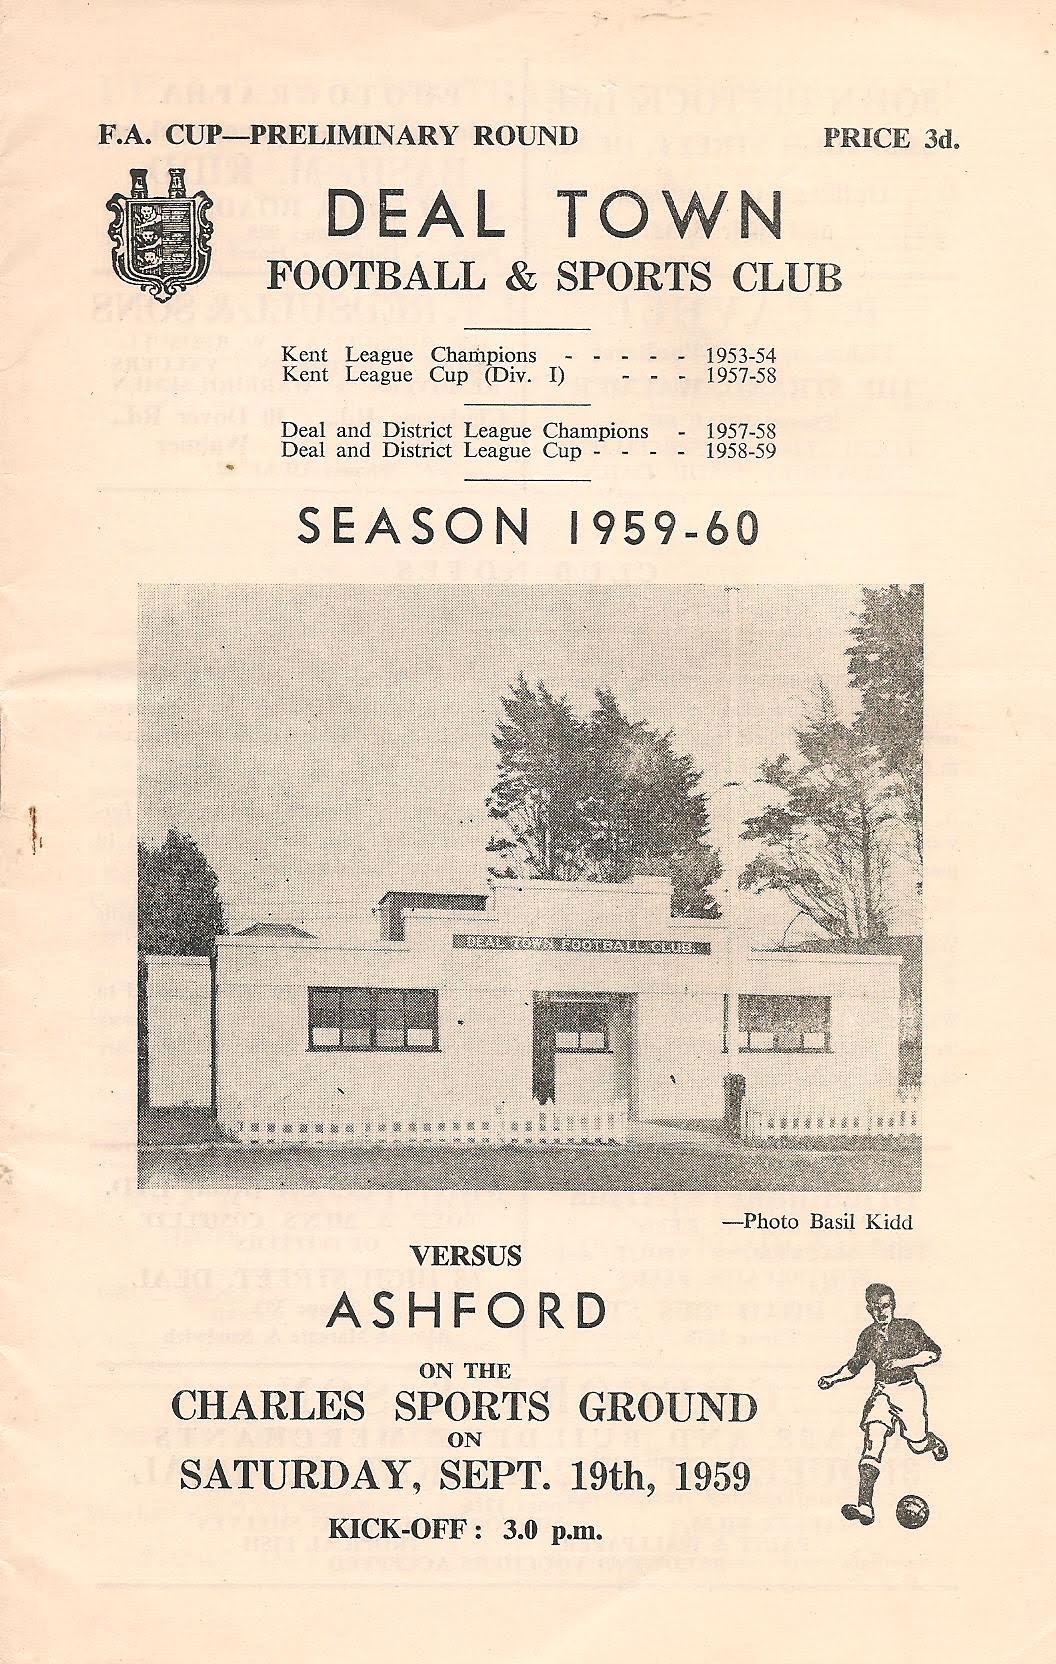 F.A. CUP—PRELIMINARY ROUND PRICE 3d.
DEAL TOWN
FOOTBALL & SPORTS CLUB
Kent League Champions - - - - - 1953-54
Kent League Cup (Div. I) - - - 1957-58
Deal and District League Champions - 1957-58
Deal and District League Cup - - - - 1958-59
SEASON 1959-60
DEAL TOWN FOOTBALL CLUB
—Photo Basil Kidd
VERSUS
ASHFORD
ON THE
CHARLES SPORTS GROUND
ON
SATURDAY, SEPT. 19th, 1959
KICK-OFF : 3.0 p.m.